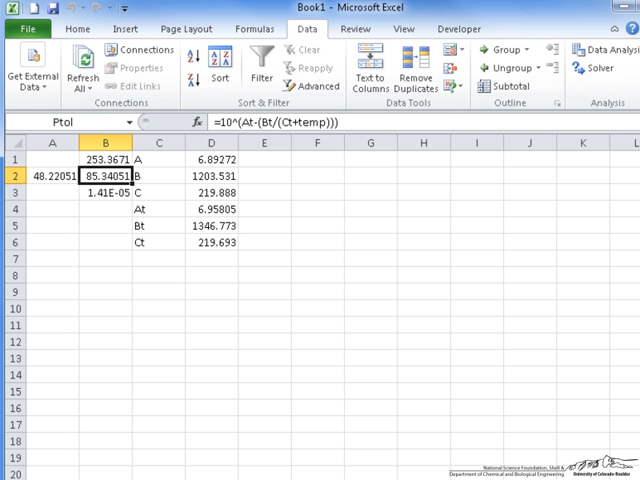 Book1 - Microsoft Excel
File Home Insert Page Layout Formulas Data Review View Developer
Get External Data
Refresh All
Connections
Properties
Edit Links
Connections
Sort
Filter
Clear
Reapply
Advanced
Sort & Filter
Text to Columns
Remove Duplicates
Data Tools
Group
Ungroup
Subtotal
Outline
Data Analysis
Solver
Analysis
Ptol fx =10^(At-(Bt/(Ct+temp)))
A B C D E F G H I J K L
1 253.3671 A 6.89272
2 48.22051 85.34051 B 1203.531
3 1.41E-05 C 219.888
4 At 6.95805
5 Bt 1346.773
6 Ct 219.693
7
8
9
10
11
12
13
14
15
16
17
18
19
20
National Science Foundation, Shell &
Department of Chemical and Biological Engineering
University of Colorado Boulder